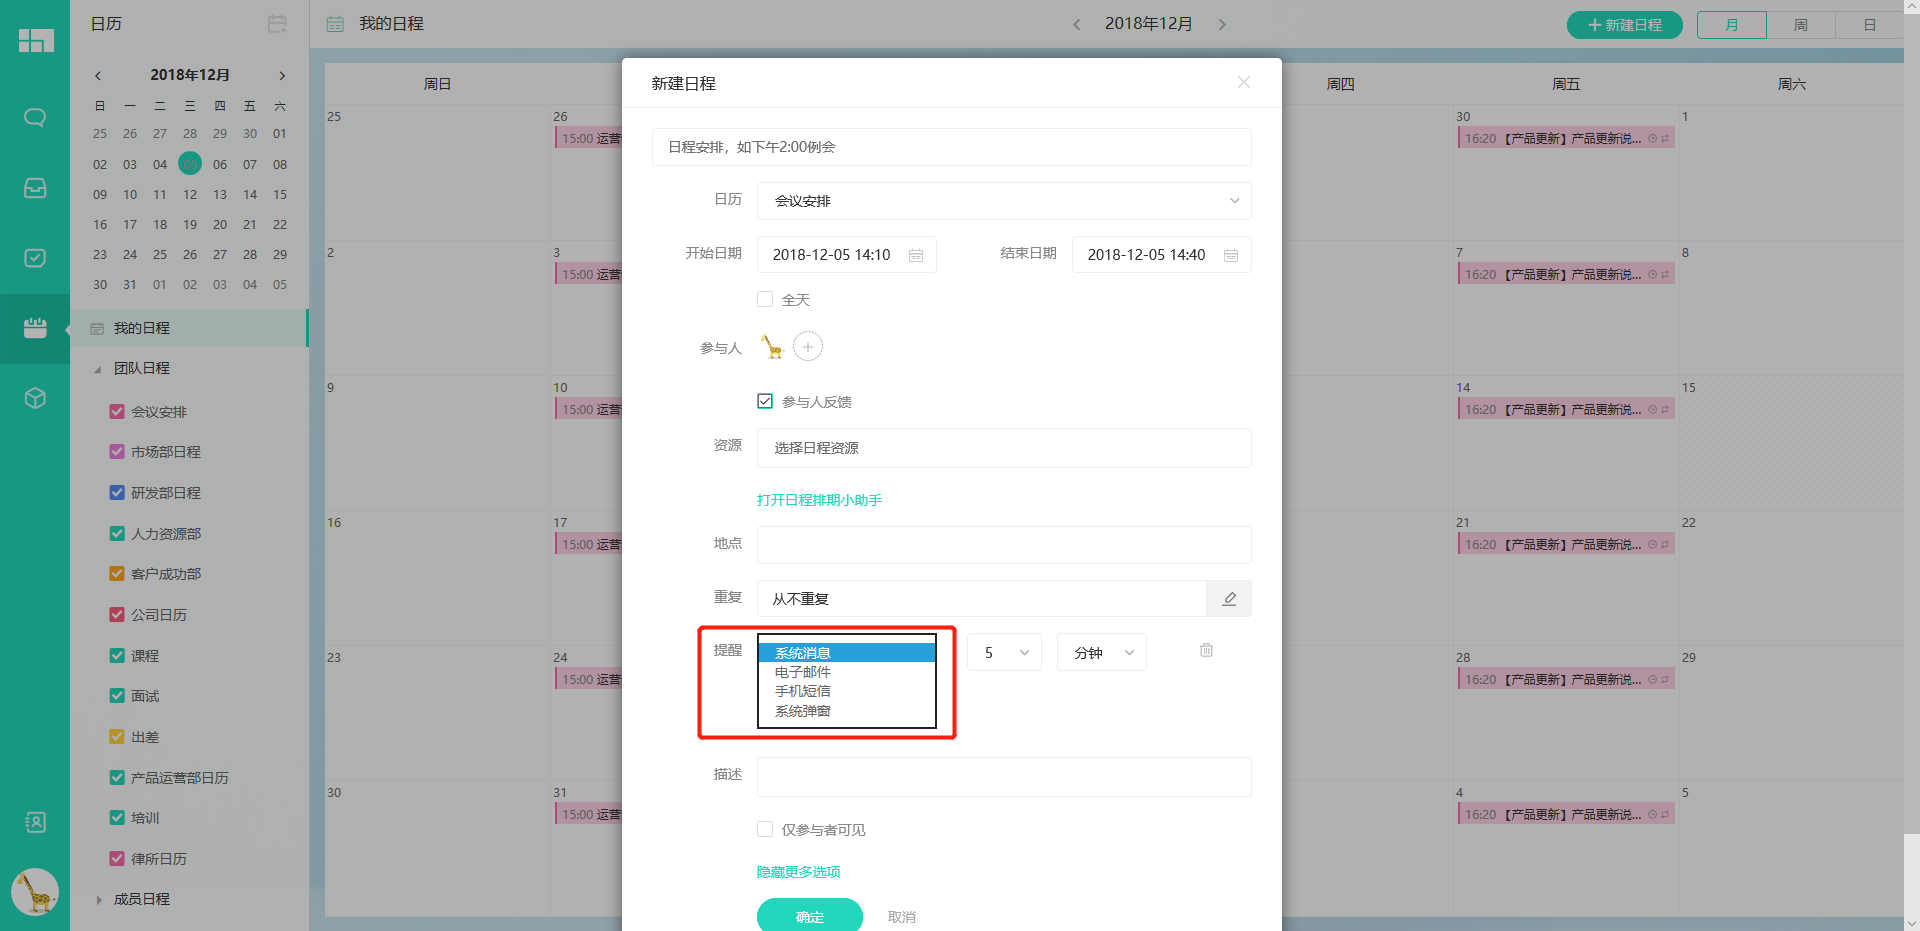 日历
我的日程
2018年12月
新建日程
月
周
日
2018年12月
日 一 二 三 四 五 六
25 26 27 28 29 30 01
02 03 04 05 06 07 08
09 10 11 12 13 14 15
16 17 18 19 20 21 22
23 24 25 26 27 28 29
30 31 01 02 03 04 05
我的日程
团队日程
会议安排
市场部日程
研发部日程
人力资源部
客户成功部
公司日历
课程
面试
出差
产品运营部日历
培训
律所日历
成员日程
周日
周四
周五
周六
25
26
15:00 运营
30
16:20 【产品更新】产品更新说...
1
2
3
15:00 运营
7
16:20 【产品更新】产品更新说...
8
9
10
15:00 运营
14
16:20 【产品更新】产品更新说...
15
16
17
15:00 运营
21
16:20 【产品更新】产品更新说...
22
23
24
15:00 运营
28
16:20 【产品更新】产品更新说...
29
30
31
15:00 运营
4
16:20 【产品更新】产品更新说...
5
新建日程
日程安排，如下午2:00例会
日历
会议安排
开始日期
2018-12-05 14:10
结束日期
2018-12-05 14:40
全天
参与人
参与人反馈
资源
选择日程资源
打开日程排期小助手
地点
重复
从不重复
提醒
系统消息
电子邮件
手机短信
系统弹窗
5
分钟
描述
仅参与者可见
隐藏更多选项
确定
取消